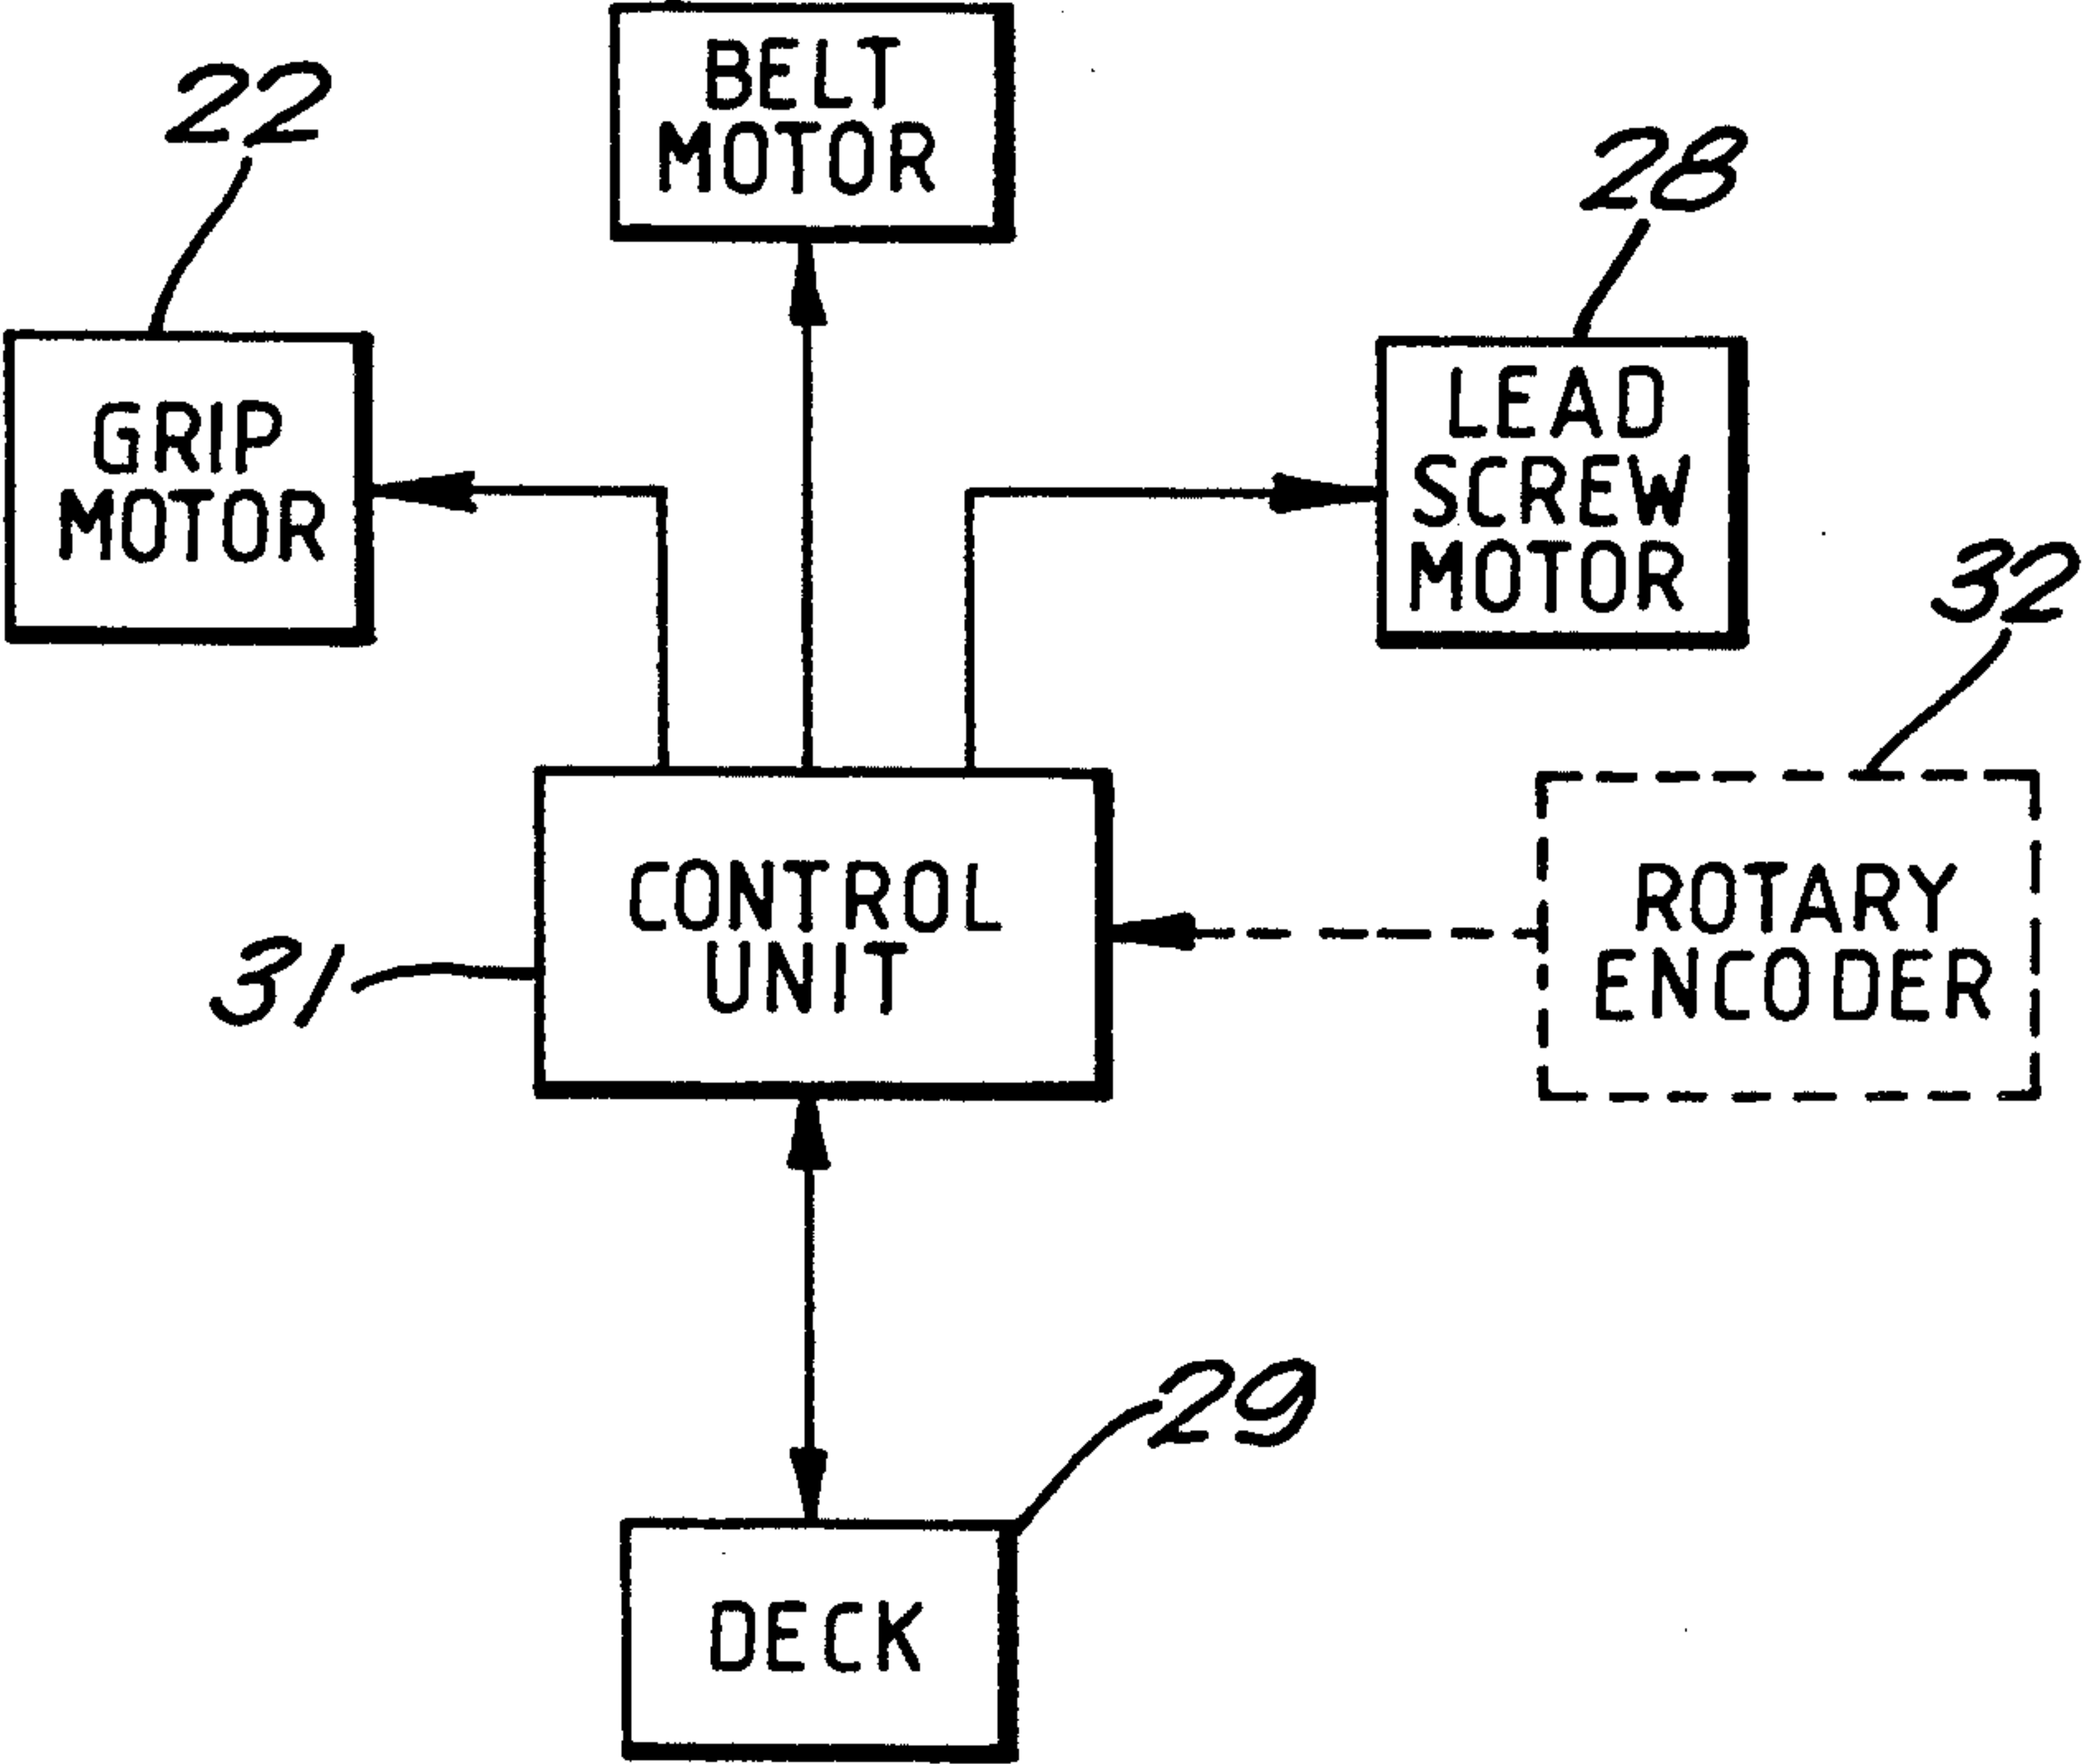 BELT
MOTOR
22
28
GRIP
MOTOR
LEAD
SCREW
MOTOR
32
CONTROL
UNIT
31
ROTARY
ENCODER
29
DECK